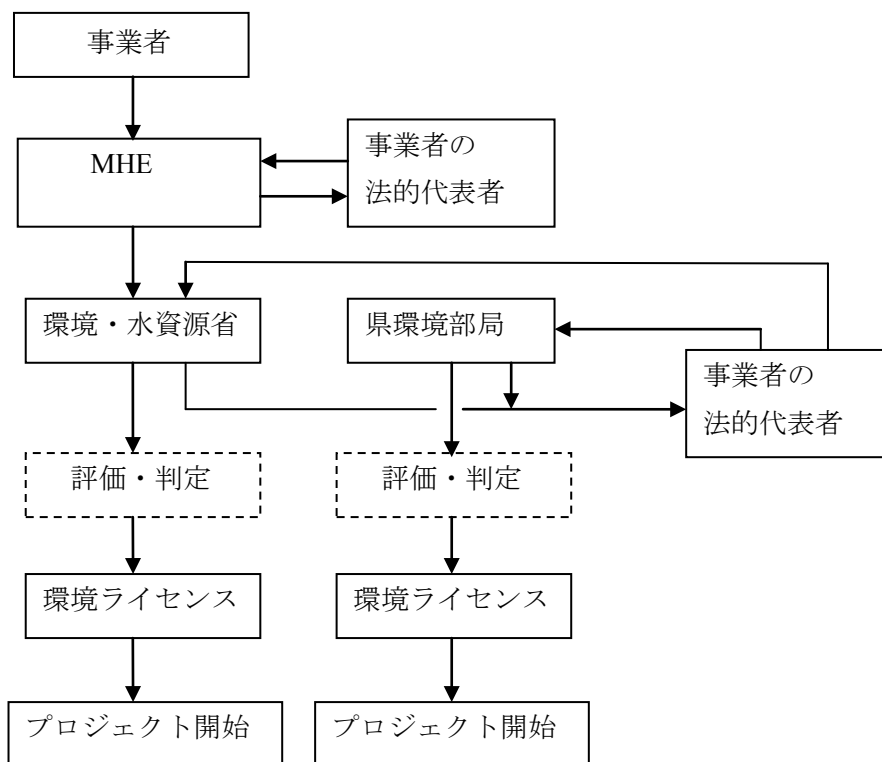 事業者
MHE
事業者の
法的代表者
環境・水資源省
県環境部局
事業者の
法的代表者
評価・判定
評価・判定
環境ライセンス
環境ライセンス
プロジェクト開始
プロジェクト開始